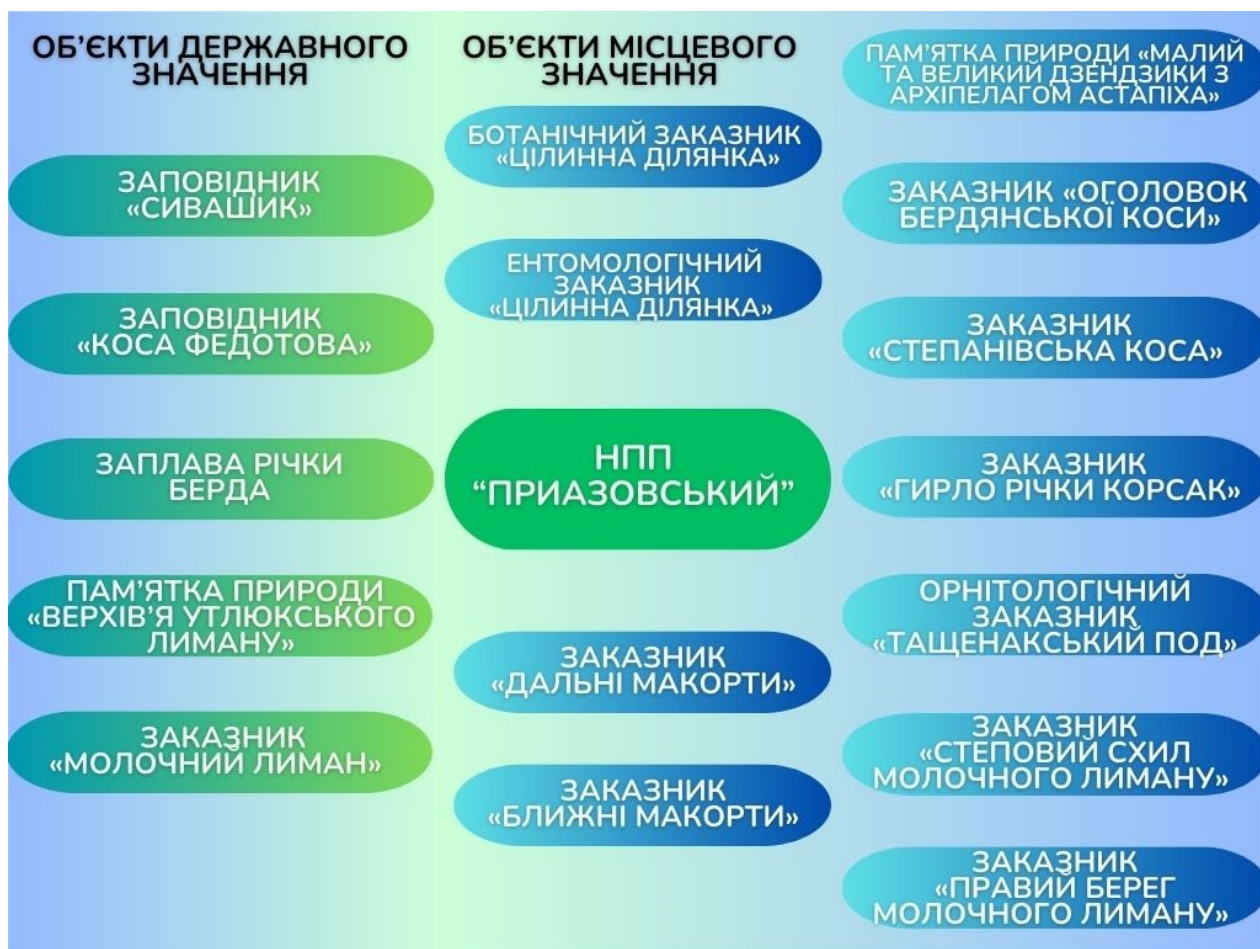 ОБ’ЄКТИ ДЕРЖАВНОГО
ЗНАЧЕННЯ
ЗАПОВІДНИК
«СИВАШИК»
ЗАПОВІДНИК
«КОСА ФЕДОТОВА»
ЗАПЛАВА РІЧКИ
БЕРДА
ПАМ’ЯТКА ПРИРОДИ
«ВЕРХІВ’Я УТЛЮКСЬКОГО
ЛИМАНУ»
ЗАКАЗНИК
«МОЛОЧНИЙ ЛИМАН»
ОБ’ЄКТИ МІСЦЕВОГО
ЗНАЧЕННЯ
БОТАНІЧНИЙ ЗАКАЗНИК
«ЦІЛИННА ДІЛЯНКА»
ЕНТОМОЛОГІЧНИЙ
ЗАКАЗНИК
«ЦІЛИННА ДІЛЯНКА»
НПП
“ПРИАЗОВСЬКИЙ”
ЗАКАЗНИК
«ДАЛЬНІ МАКОРТИ»
ЗАКАЗНИК
«БЛИЖНІ МАКОРТИ»
ПАМ’ЯТКА ПРИРОДИ «МАЛИЙ
ТА ВЕЛИКИЙ ДЗЕНДЗИКИ З
АРХІПЕЛАГОМ АСТАПІХА»
ЗАКАЗНИК «ОГОЛОВОК
БЕРДЯНСЬКОЇ КОСИ»
ЗАКАЗНИК
«СТЕПАНІВСЬКА КОСА»
ЗАКАЗНИК
«ГИРЛО РІЧКИ КОРСАК»
ОРНІТОЛОГІЧНИЙ
ЗАКАЗНИК
«ТАЩЕНАКСЬКИЙ ПОД»
ЗАКАЗНИК
«СТЕПОВИЙ СХИЛ
МОЛОЧНОГО ЛИМАНУ»
ЗАКАЗНИК
«ПРАВИЙ БЕРЕГ
МОЛОЧНОГО ЛИМАНУ»